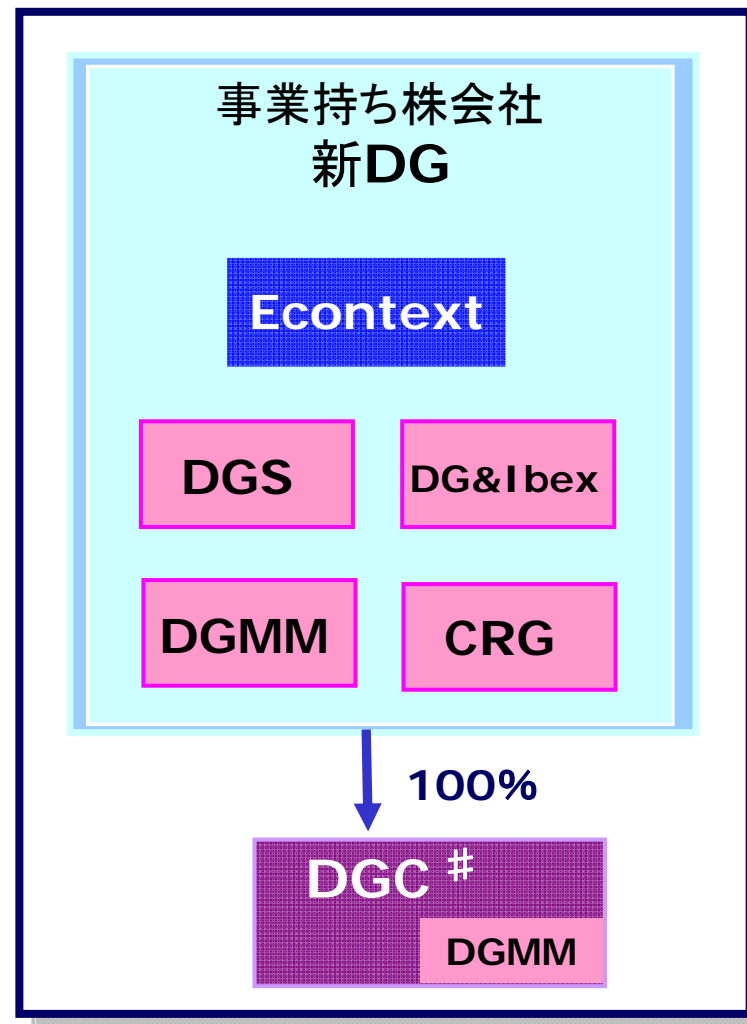 事業持ち株会社
新DG
Econtext
DGS
DG&Ibex
DGMM
CRG
100%
DGC #
DGMM